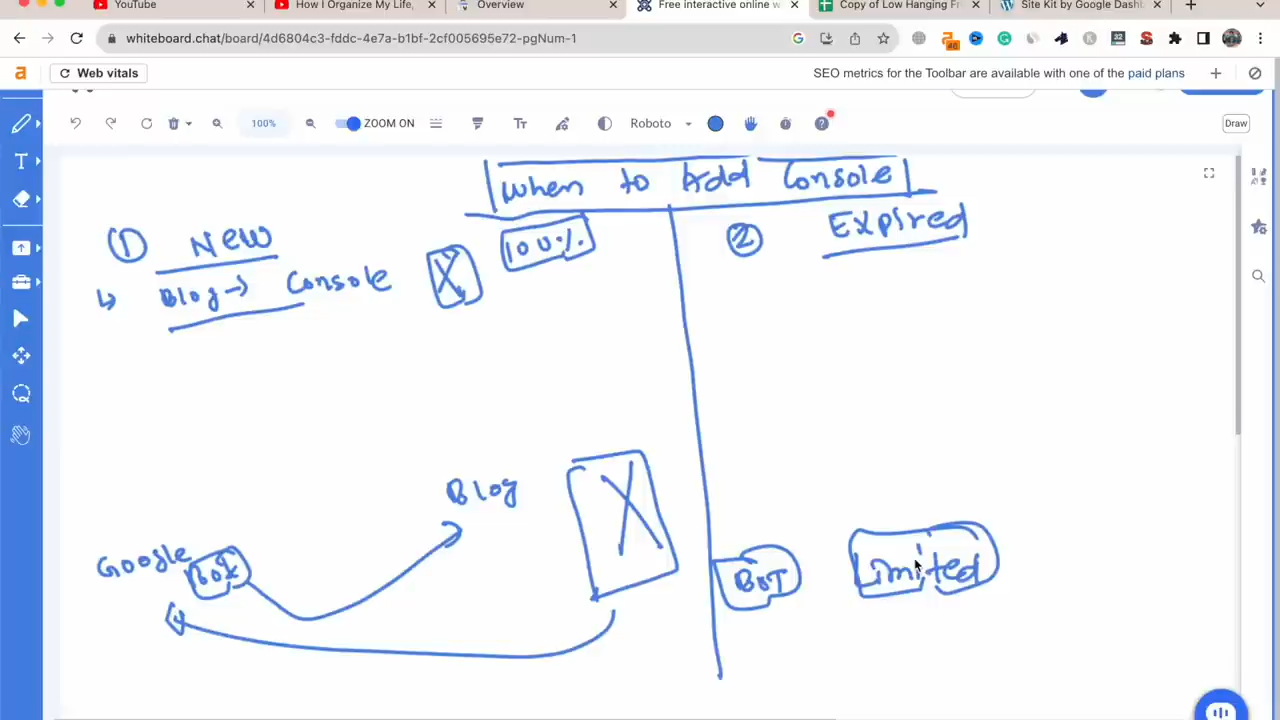 YouTube
How I Organize My Life,
Overview
Free interactive online w
Copy of Low Hanging Fr
Site Kit by Google Dashb
whiteboard.chat/board/4d6804c3-fddc-4e7a-b1bf-2cf005695e72-pgNum-1
Web vitals
SEO metrics for the Toolbar are available with one of the paid plans
100%
ZOOM ON
Roboto
Draw
When to Add Console
① New
100%
② Expired
Blog → Console X
Blog
X
Google Bot
BOT
Limited